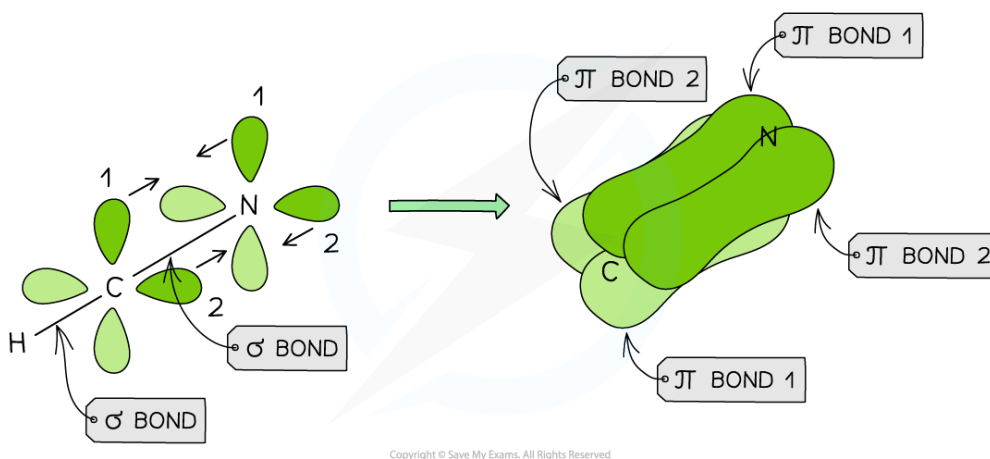 π BOND 1
π BOND 2
1
1
N
N
2
π BOND 2
C
2
C
H
σ BOND
π BOND 1
σ BOND
Copyright © Save My Exams. All Rights Reserved